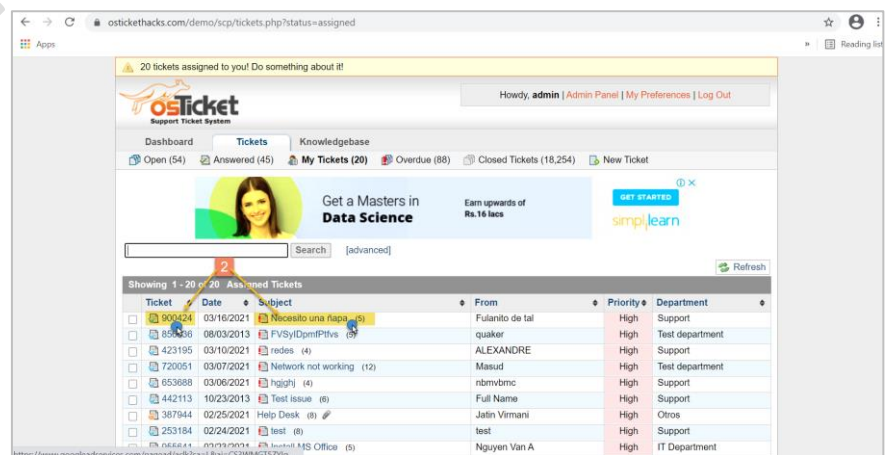 ostickethacks.com/demo/scp/tickets.php?status=assigned
Apps » Reading list
20 tickets assigned to you! Do something about it!
osTicket
Support Ticket System
Howdy, admin | Admin Panel | My Preferences | Log Out
Dashboard Tickets Knowledgebase
Open (54) Answered (45) My Tickets (20) Overdue (88) Closed Tickets (18,254) New Ticket
Get a Masters in
Data Science
Earn upwards of
Rs.16 lacs
GET STARTED
simplilearn
Search [advanced]
2
Refresh
Showing 1 - 20 of 20 Assigned Tickets
Ticket Date Subject From Priority Department
900424 03/16/2021 Necesito una ñapa (5) Fulanito de tal High Support
08/03/2013 FVSyIDpmfPtfvs (5) quaker High Test department
423195 03/10/2021 redes (4) ALEXANDRE High Support
720051 03/07/2021 Network not working (12) Masud High Test department
653688 03/06/2021 hgjghj (4) nbmvbmc High Support
442113 10/23/2013 Test issue (6) Full Name High Support
387944 02/25/2021 Help Desk (8) Jatin Virmani High Otros
253184 02/24/2021 test (8) test High Support
955641 02/23/2021 Install MS Office (5) Nguyen Van A High IT Department